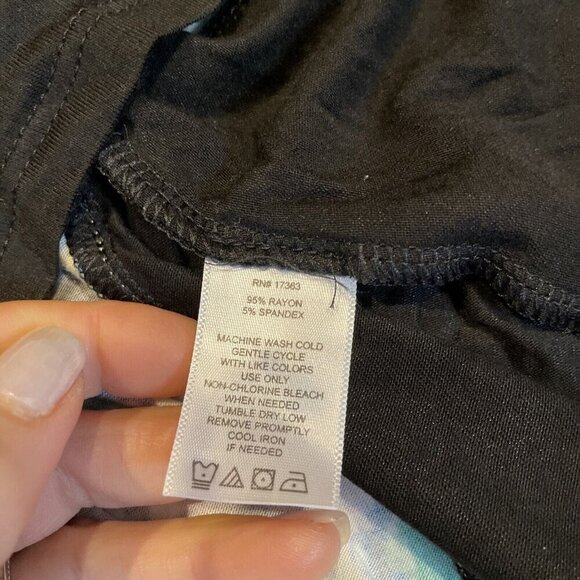 RN# 17363
95% RAYON
5% SPANDEX
MACHINE WASH COLD
GENTLE CYCLE
WITH LIKE COLORS
USE ONLY
NON-CHLORINE BLEACH
WHEN NEEDED
TUMBLE DRY LOW
REMOVE PROMPTLY
COOL IRON
IF NEEDED